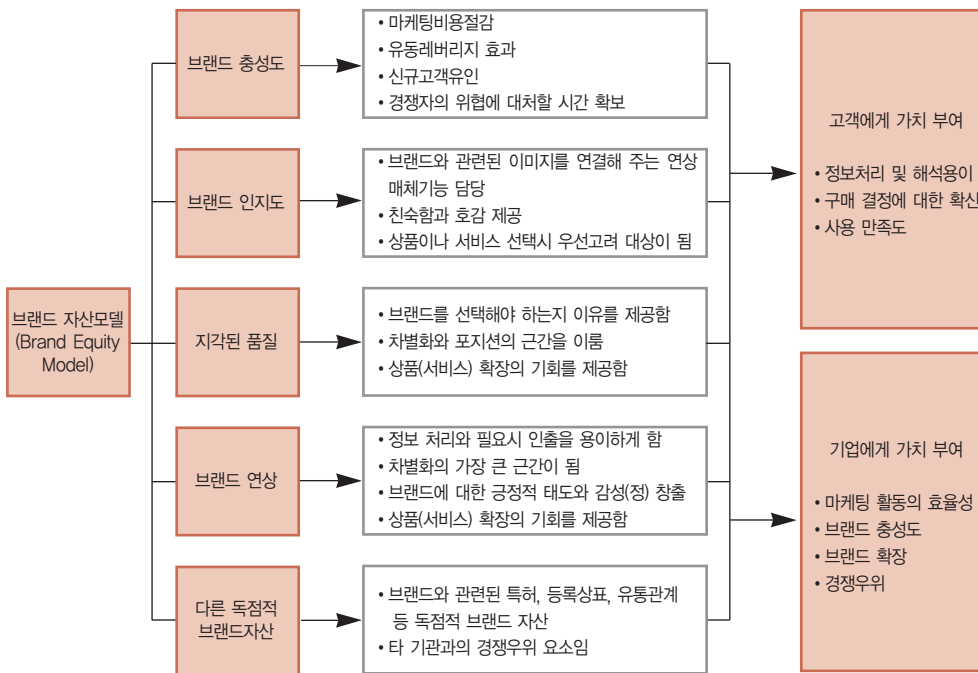 브랜드 자산모델
(Brand Equity
Model)
브랜드 충성도
• 마케팅비용절감
• 유동레버리지 효과
• 신규고객유인
• 경쟁자의 위협에 대처할 시간 확보
브랜드 인지도
• 브랜드와 관련된 이미지를 연결해 주는 연상
매체기능 담당
• 친숙함과 호감 제공
• 상품이나 서비스 선택시 우선고려 대상이 됨
지각된 품질
• 브랜드를 선택해야 하는지 이유를 제공함
• 차별화와 포지션의 근간을 이룸
• 상품(서비스) 확장의 기회를 제공함
브랜드 연상
• 정보 처리와 필요시 인출을 용이하게 함
• 차별화의 가장 큰 근간이 됨
• 브랜드에 대한 긍정적 태도와 감성(정) 창출
• 상품(서비스) 확장의 기회를 제공함
다른 독점적
브랜드자산
• 브랜드와 관련된 특허, 등록상표, 유통관계
등 독점적 브랜드 자산
• 타 기관과의 경쟁우위 요소임
고객에게 가치 부여
• 정보처리 및 해석용이
• 구매 결정에 대한 확신
• 사용 만족도
기업에게 가치 부여
• 마케팅 활동의 효율성
• 브랜드 충성도
• 브랜드 확장
• 경쟁우위